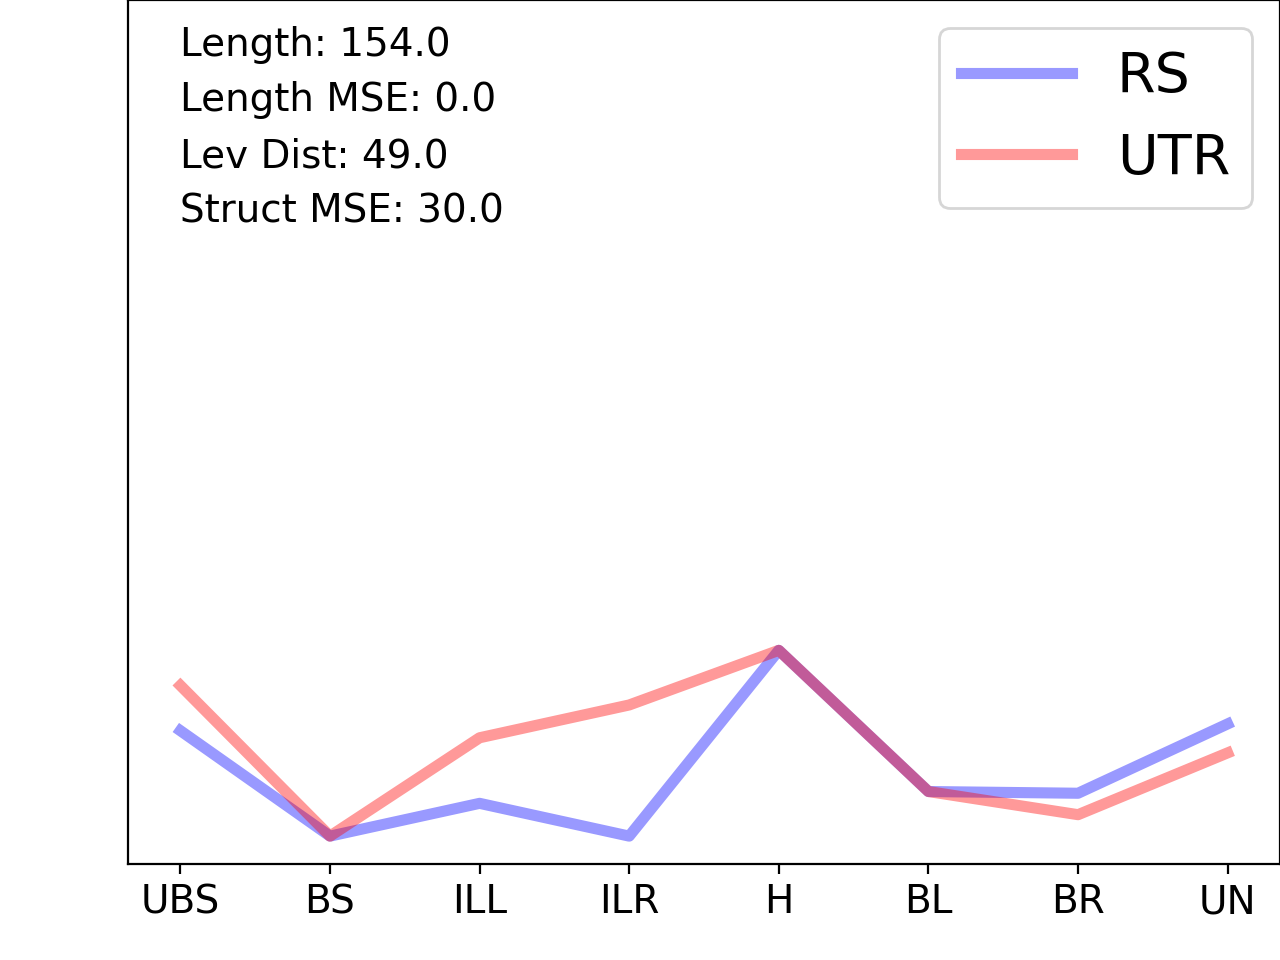 Length: 154.0
Length MSE: 0.0
Lev Dist: 49.0
Struct MSE: 30.0
RS
UTR
UBS BS ILL ILR H BL BR UN